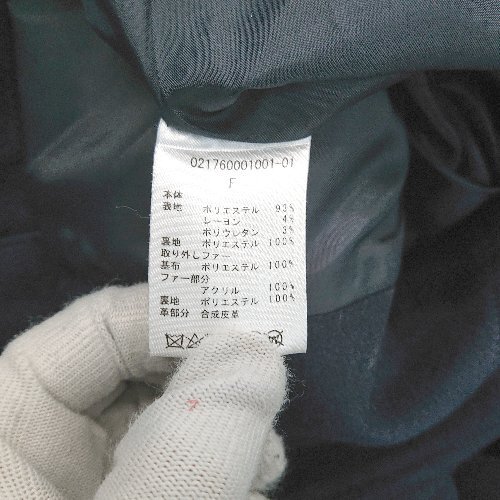 021760001001-01
F
本体
表地 ポリエステル 93%
レーヨン 4%
ポリウレタン 3%
裏地 ポリエステル 100%
取り外しファー
基布 ポリエステル 100%
ファー部分
アクリル 100%
裏地 ポリエステル 100%
革部分 合成皮革